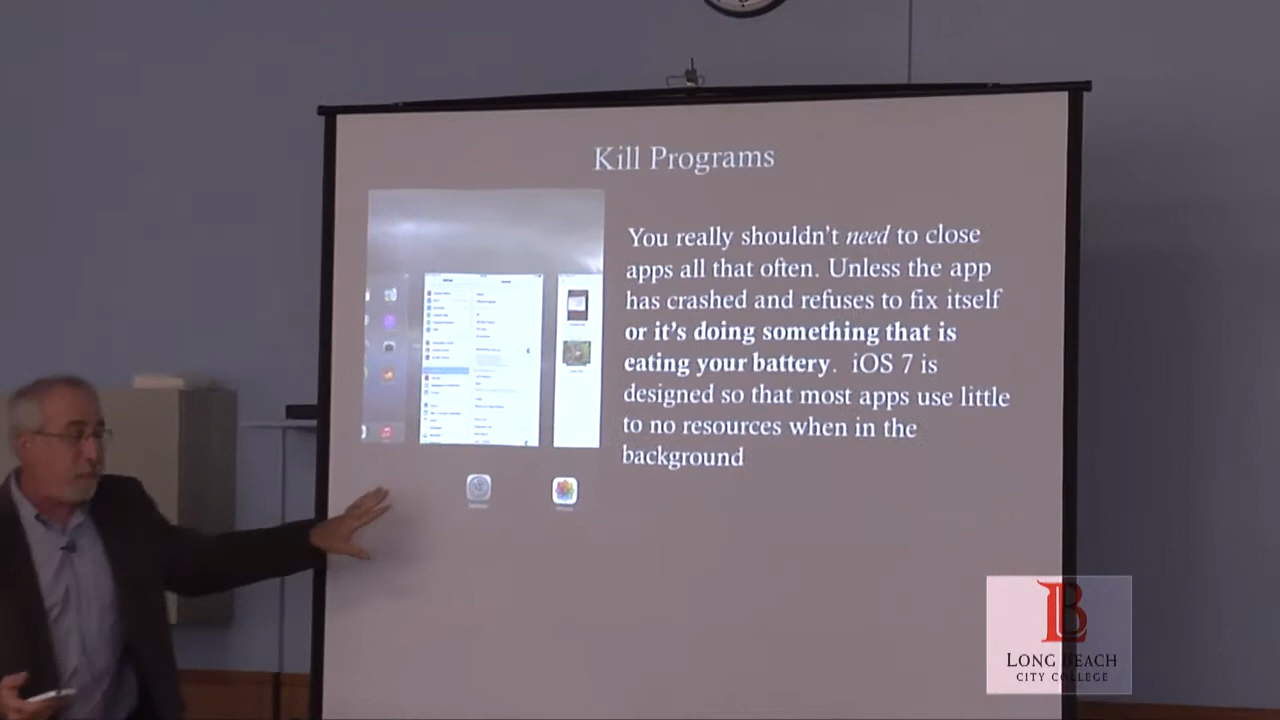 Kill Programs
You really shouldn't need to close
apps all that often. Unless the app
has crashed and refuses to fix itself
or it's doing something that is
eating your battery. iOS 7 is
designed so that most apps use little
to no resources when in the
background
LB
LONG BEACH
CITY COLLEGE